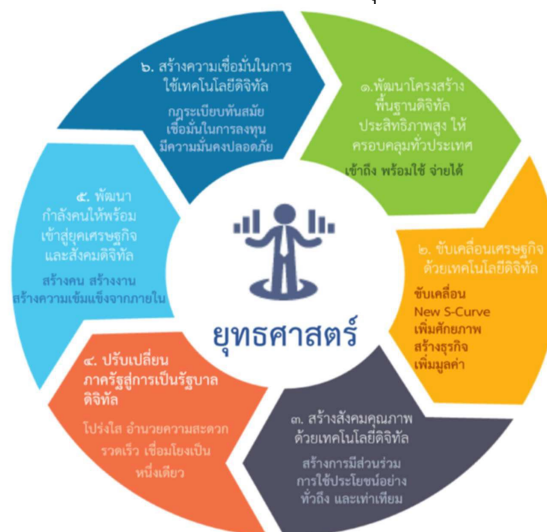 ๑.พัฒนาโครงสร้าง
พื้นฐานดิจิทัล
ประสิทธิภาพสูง ให้
ครอบคลุมทั่วประเทศ
เข้าถึง พร้อมใช้ จ่ายได้
๒. ขับเคลื่อนเศรษฐกิจ
ด้วยเทคโนโลยีดิจิทัล
ขับเคลื่อน
New S-Curve
เพิ่มศักยภาพ
สร้างธุรกิจ
เพิ่มมูลค่า
๓. สร้างสังคมคุณภาพ
ด้วยเทคโนโลยีดิจิทัล
สร้างการมีส่วนร่วม
การใช้ประโยชน์อย่าง
ทั่วถึง และเท่าเทียม
๔. ปรับเปลี่ยน
ภาครัฐสู่การเป็นรัฐบาล
ดิจิทัล
โปร่งใส อำนวยความสะดวก
รวดเร็ว เชื่อมโยงเป็น
หนึ่งเดียว
๕. พัฒนา
กำลังคนให้พร้อม
เข้าสู่ยุคเศรษฐกิจ
และสังคมดิจิทัล
สร้างคน สร้างงาน
สร้างความเข้มแข็งจากภายใน
๖. สร้างความเชื่อมั่นในการ
ใช้เทคโนโลยีดิจิทัล
กฎระเบียบทันสมัย
เชื่อมั่นในการลงทุน
มีความมั่นคงปลอดภัย
ยุทธศาสตร์